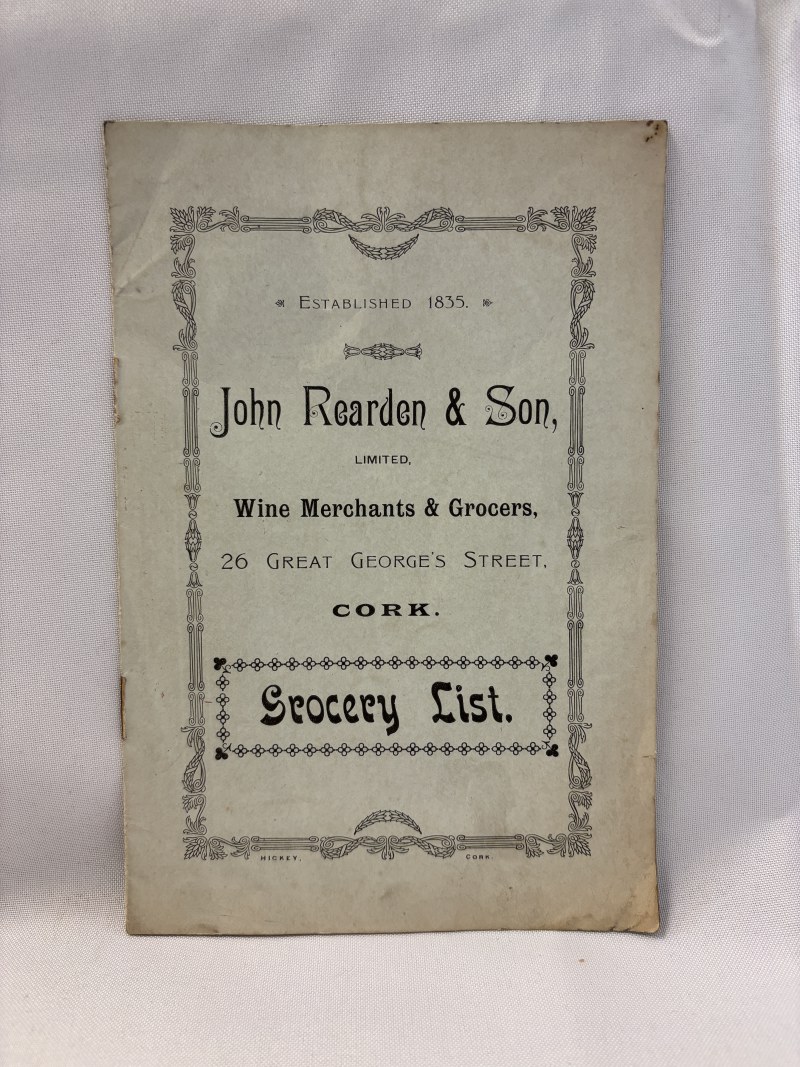 ESTABLISHED 1835.
John Rearden & Son,
LIMITED,
Wine Merchants & Grocers,
26 GREAT GEORGE'S STREET,
CORK.
Grocery List.
HICKEY, CORK.